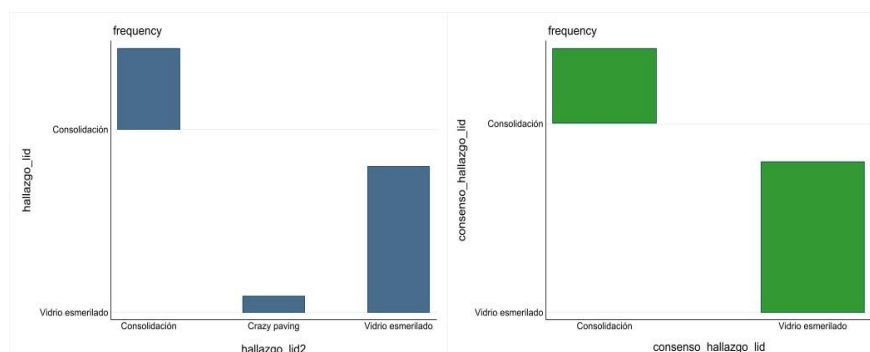 frequency
hallazgo_lid
Consolidación
Vidrio esmerilado
Consolidación
Crazy paving
Vidrio esmerilado
hallazgo_lid2
frequency
consenso_hallazgo_lid
Consolidación
Vidrio esmerilado
Consolidación
Vidrio esmerilado
consenso_hallazgo_lid